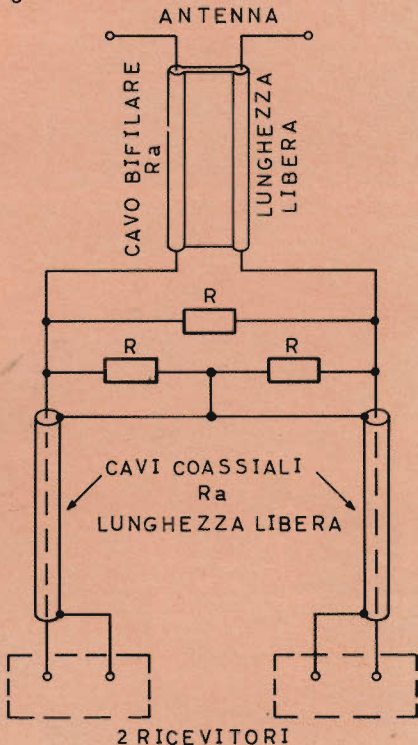 ANTENNA
CAVO BIFILARE
Ra
LUNGHEZZA
LIBERA
R
R
R
CAVI COASSIALI
Ra
LUNGHEZZA LIBERA
2 RICEVITORI